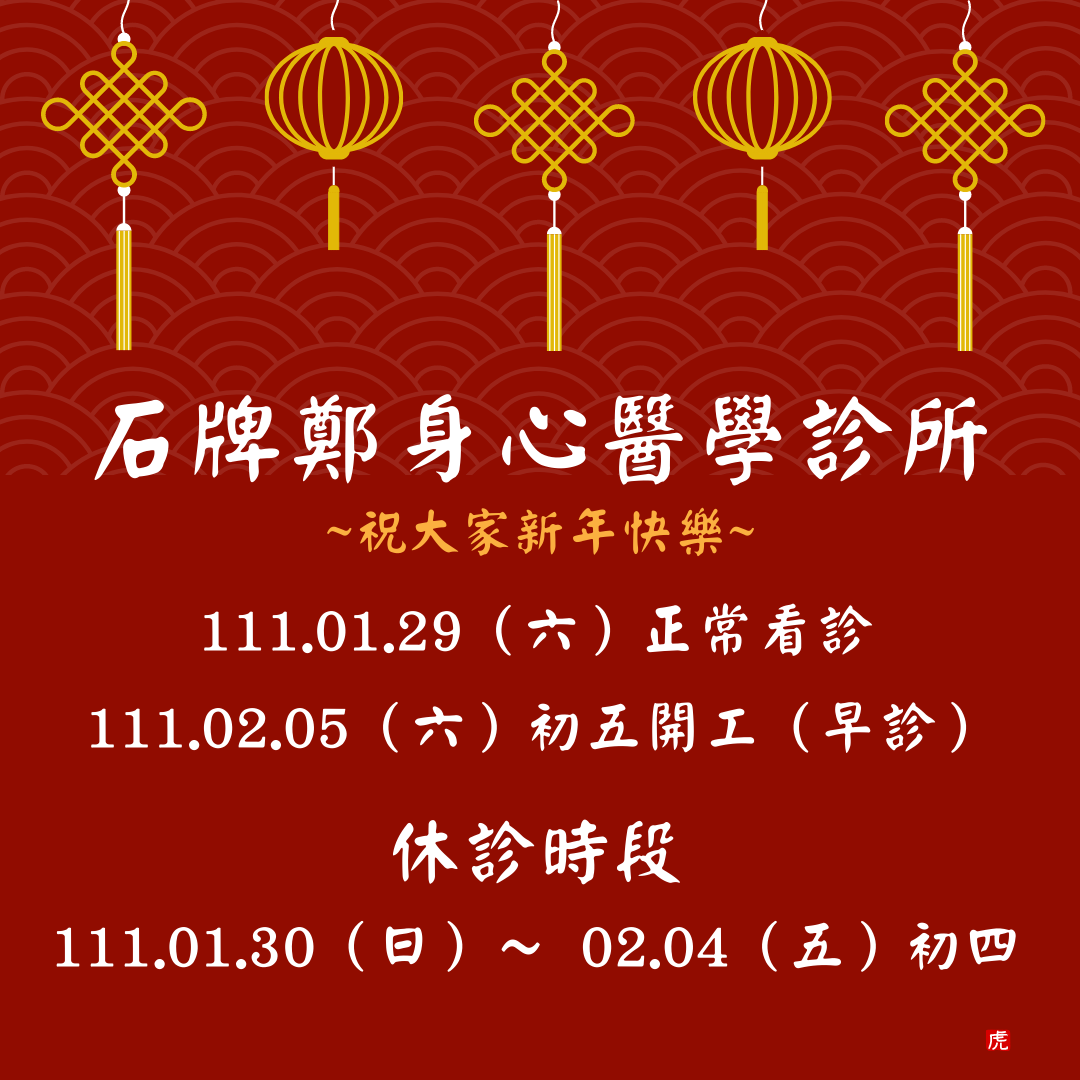 石牌鄭身心醫學診所
~祝大家新年快樂~
111.01.29（六）正常看診
111.02.05（六）初五開工（早診）
休診時段
111.01.30（日）～ 02.04（五）初四
虎